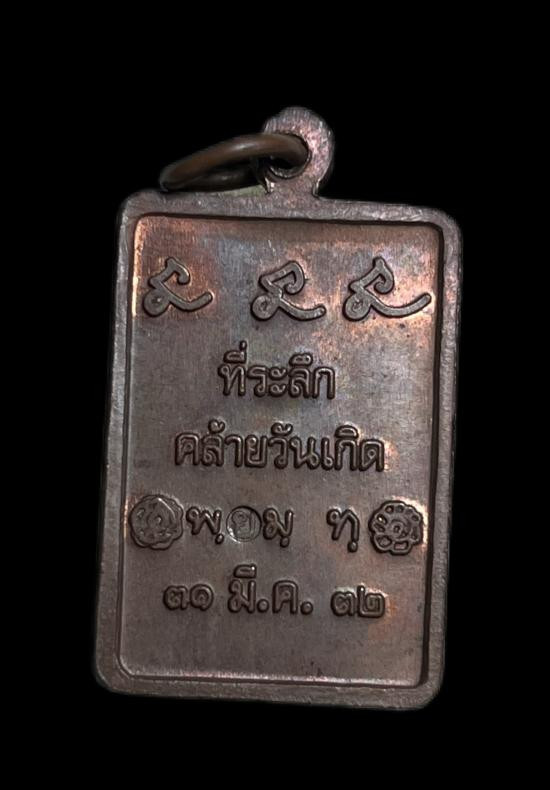 ที่ระลึก
คล้ายวันเกิด
พฺ มฺ ทฺ
๓๑ มี.ค. ๓๒